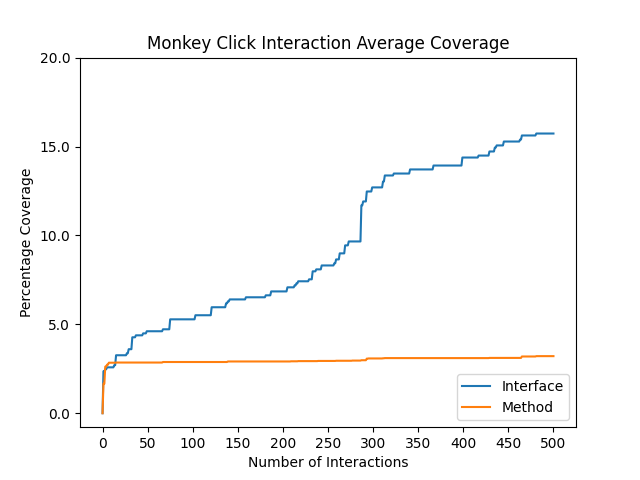 Monkey Click Interaction Average Coverage
Percentage Coverage
20.0
15.0
10.0
5.0
0.0
Interface
Method
0 50 100 150 200 250 300 350 400 450 500
Number of Interactions